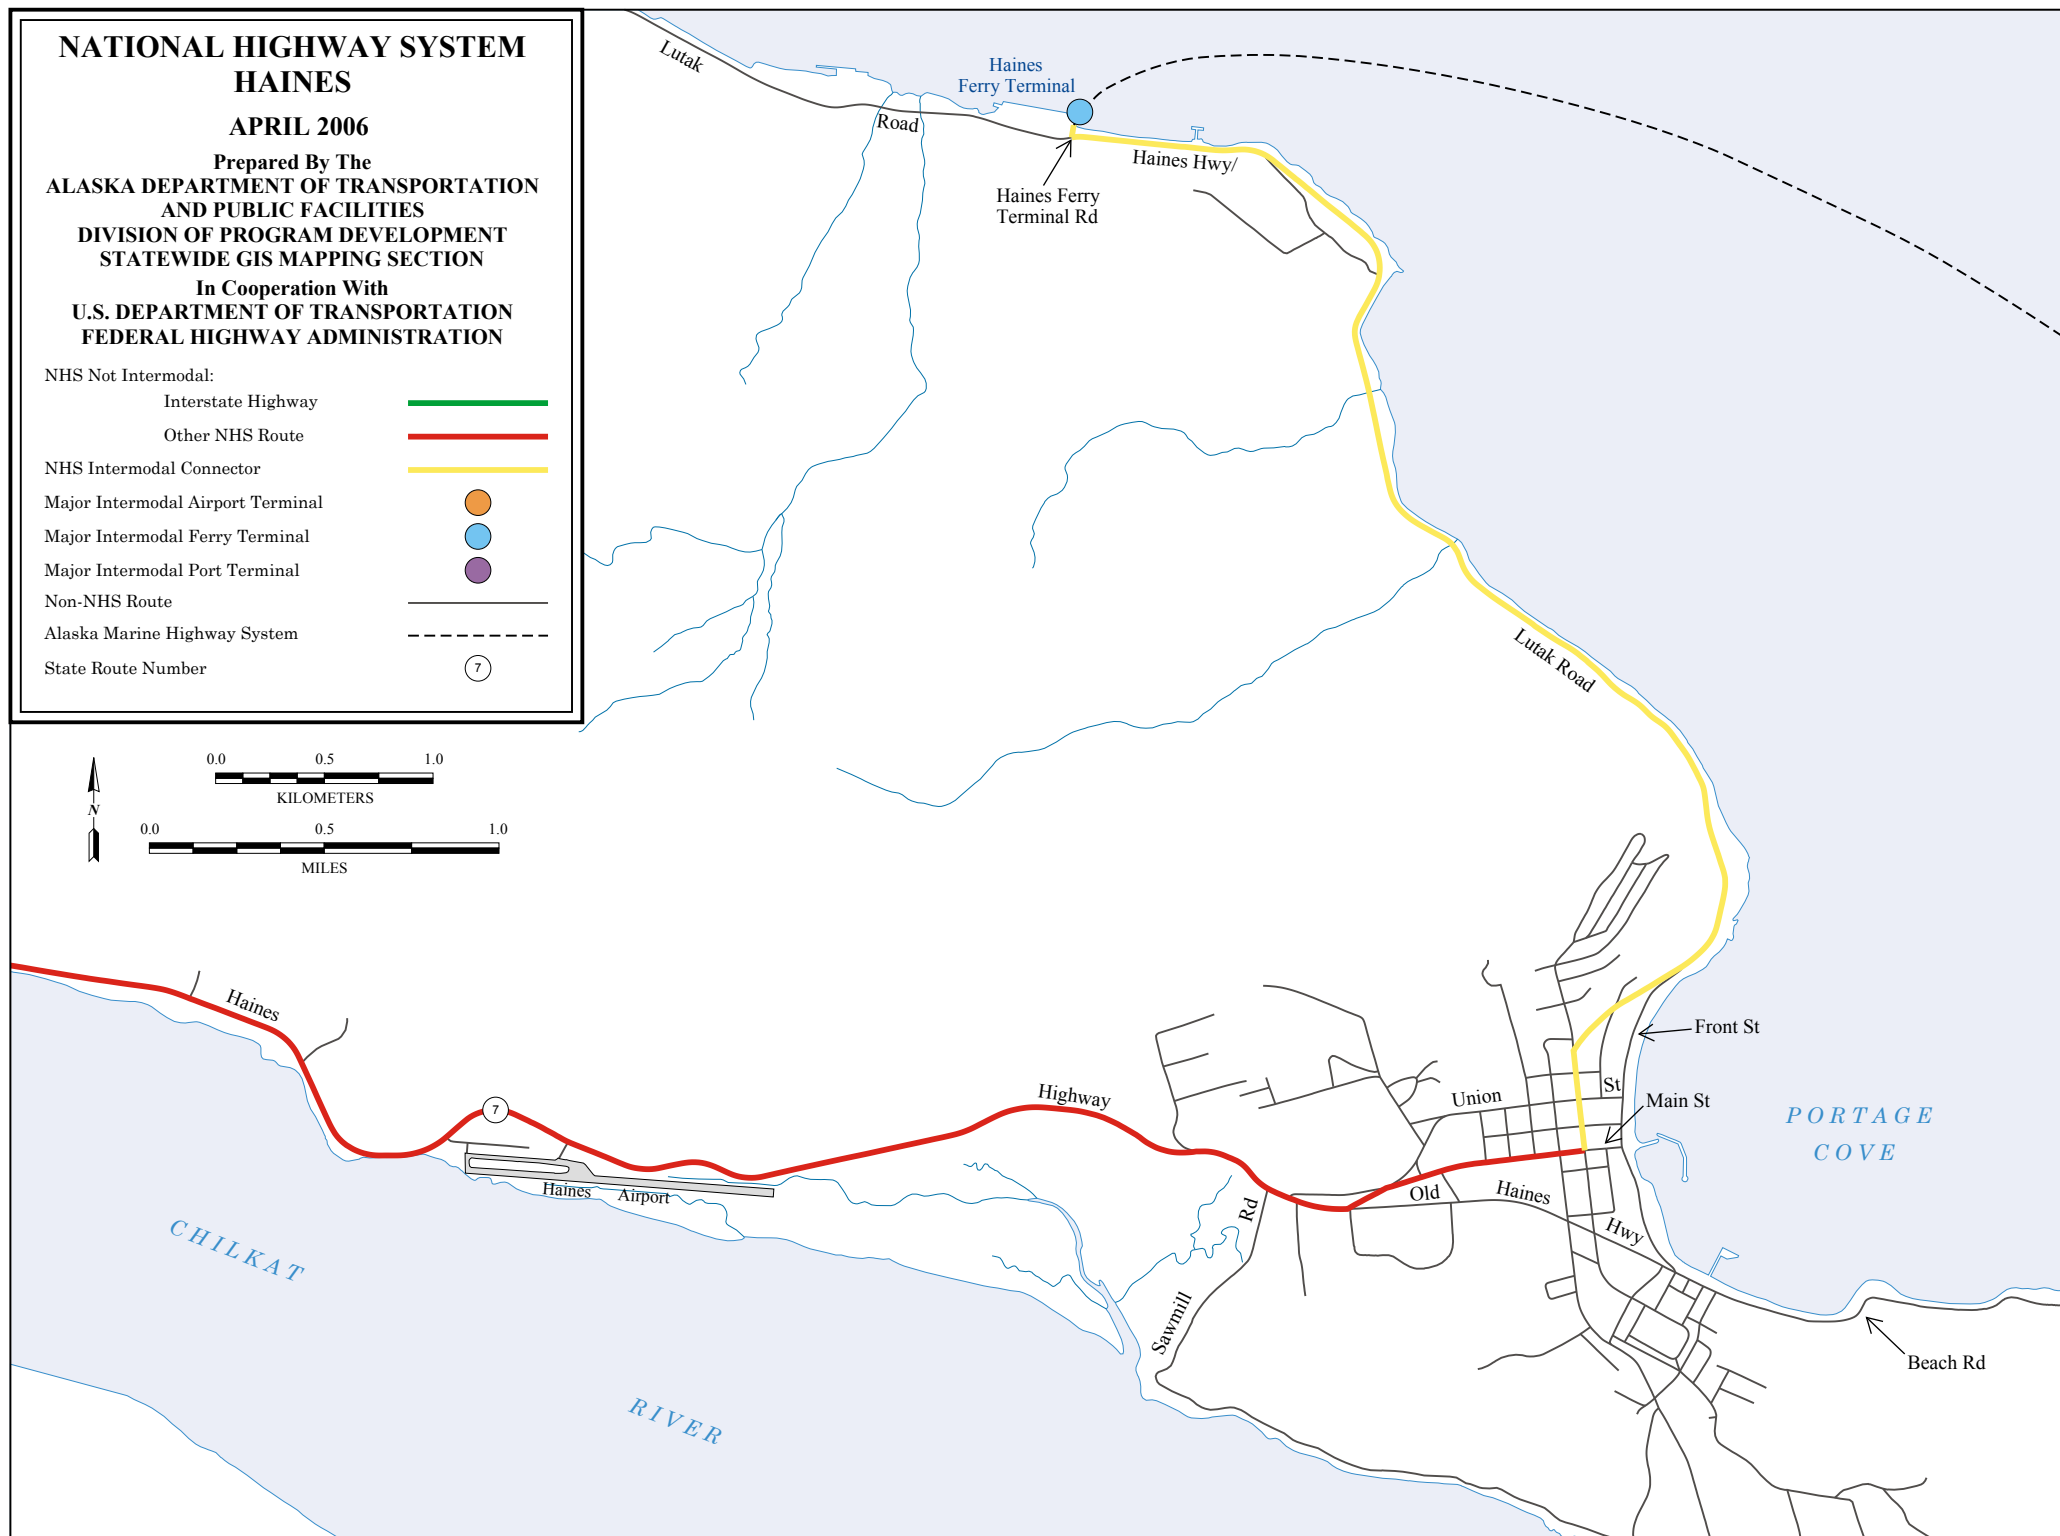 NATIONAL HIGHWAY SYSTEM
HAINES
APRIL 2006
Prepared By The
ALASKA DEPARTMENT OF TRANSPORTATION
AND PUBLIC FACILITIES
DIVISION OF PROGRAM DEVELOPMENT
STATEWIDE GIS MAPPING SECTION
In Cooperation With
U.S. DEPARTMENT OF TRANSPORTATION
FEDERAL HIGHWAY ADMINISTRATION
NHS Not Intermodal:
Interstate Highway
Other NHS Route
NHS Intermodal Connector
Major Intermodal Airport Terminal
Major Intermodal Ferry Terminal
Major Intermodal Port Terminal
Non-NHS Route
Alaska Marine Highway System
State Route Number
7
0.0 0.5 1.0
KILOMETERS
0.0 0.5 1.0
MILES
N
Lutak
Road
Haines
Ferry Terminal
Haines Hwy/
Haines Ferry
Terminal Rd
Lutak Road
Haines
7
Highway
Haines Airport
Union
St
Front St
Main St
PORTAGE
COVE
Old
Haines
Hwy
Rd
Sawmill
Beach Rd
CHILKAT
RIVER